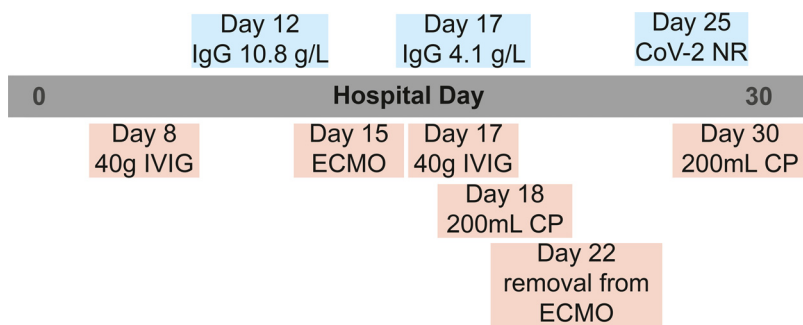 Day 12
IgG 10.8 g/L
Day 17
IgG 4.1 g/L
Day 25
CoV-2 NR
0
Hospital Day
30
Day 8
40g IVIG
Day 15
ECMO
Day 17
40g IVIG
Day 30
200mL CP
Day 18
200mL CP
Day 22
removal from
ECMO